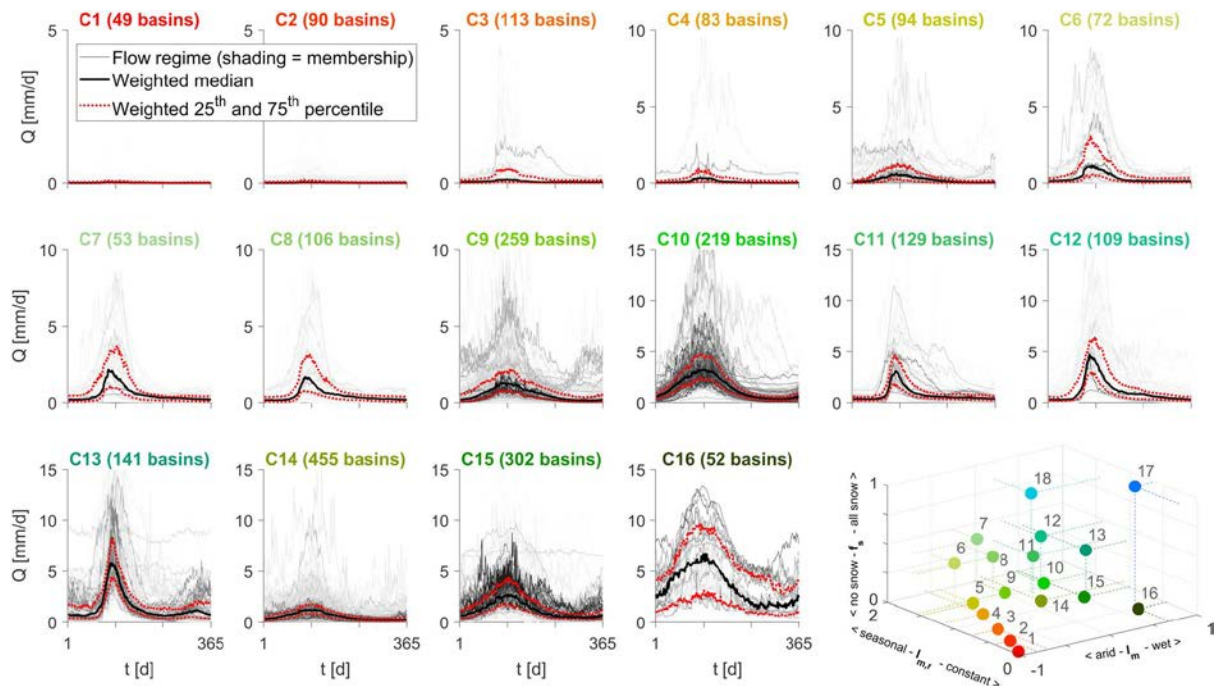 C1 (49 basins)
C2 (90 basins)
C3 (113 basins)
C4 (83 basins)
C5 (94 basins)
C6 (72 basins)
Flow regime (shading = membership)
Weighted median
Weighted 25th and 75th percentile
Q [mm/d]
5
0
5
0
5
0
10
5
0
10
5
0
10
5
0
C7 (53 basins)
C8 (106 basins)
C9 (259 basins)
C10 (219 basins)
C11 (129 basins)
C12 (109 basins)
Q [mm/d]
10
5
0
10
5
0
10
5
0
15
10
5
0
15
10
5
0
15
10
5
0
C13 (141 basins)
C14 (455 basins)
C15 (302 basins)
C16 (52 basins)
Q [mm/d]
15
10
5
0
15
10
5
0
15
10
5
0
15
10
5
0
1 365
1 365
1 365
1 365
t [d]
t [d]
t [d]
t [d]
< no snow - fs - all snow >
1
0
2
0
-1
1
< seasonal - Im,r - constant >
< arid - Im - wet >
17
18
7
12
13
6
8
11
10
9
15
5
14
16
4
3
2
1